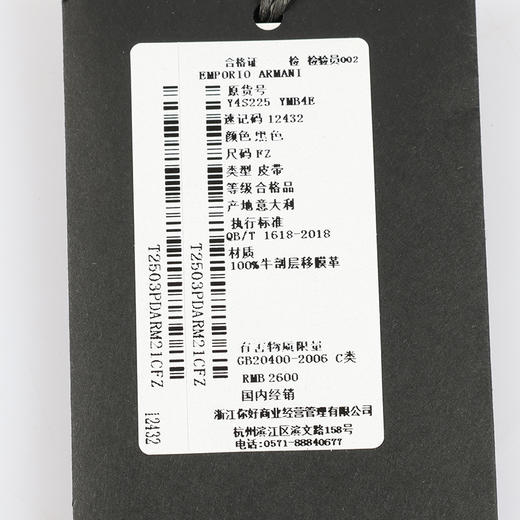 合格证 检 检验员002
EMPORIO ARMANI
原货号
Y4S225 YMB4E
速记码 12432
颜色 黑色
尺码 FZ
类型 皮带
等级合格品
产地意大利
执行标准
QB/T 1618-2018
材质
100%牛剖层移膜革
有害物质限量
GB20400-2006 C类
RMB 2600
国内经销
浙江你好商业经营管理有限公司
杭州滨江区滨文路158号
电话:0571-88840677
T2503PDARM21CFZ
T2503PDARM21CFZ
12432